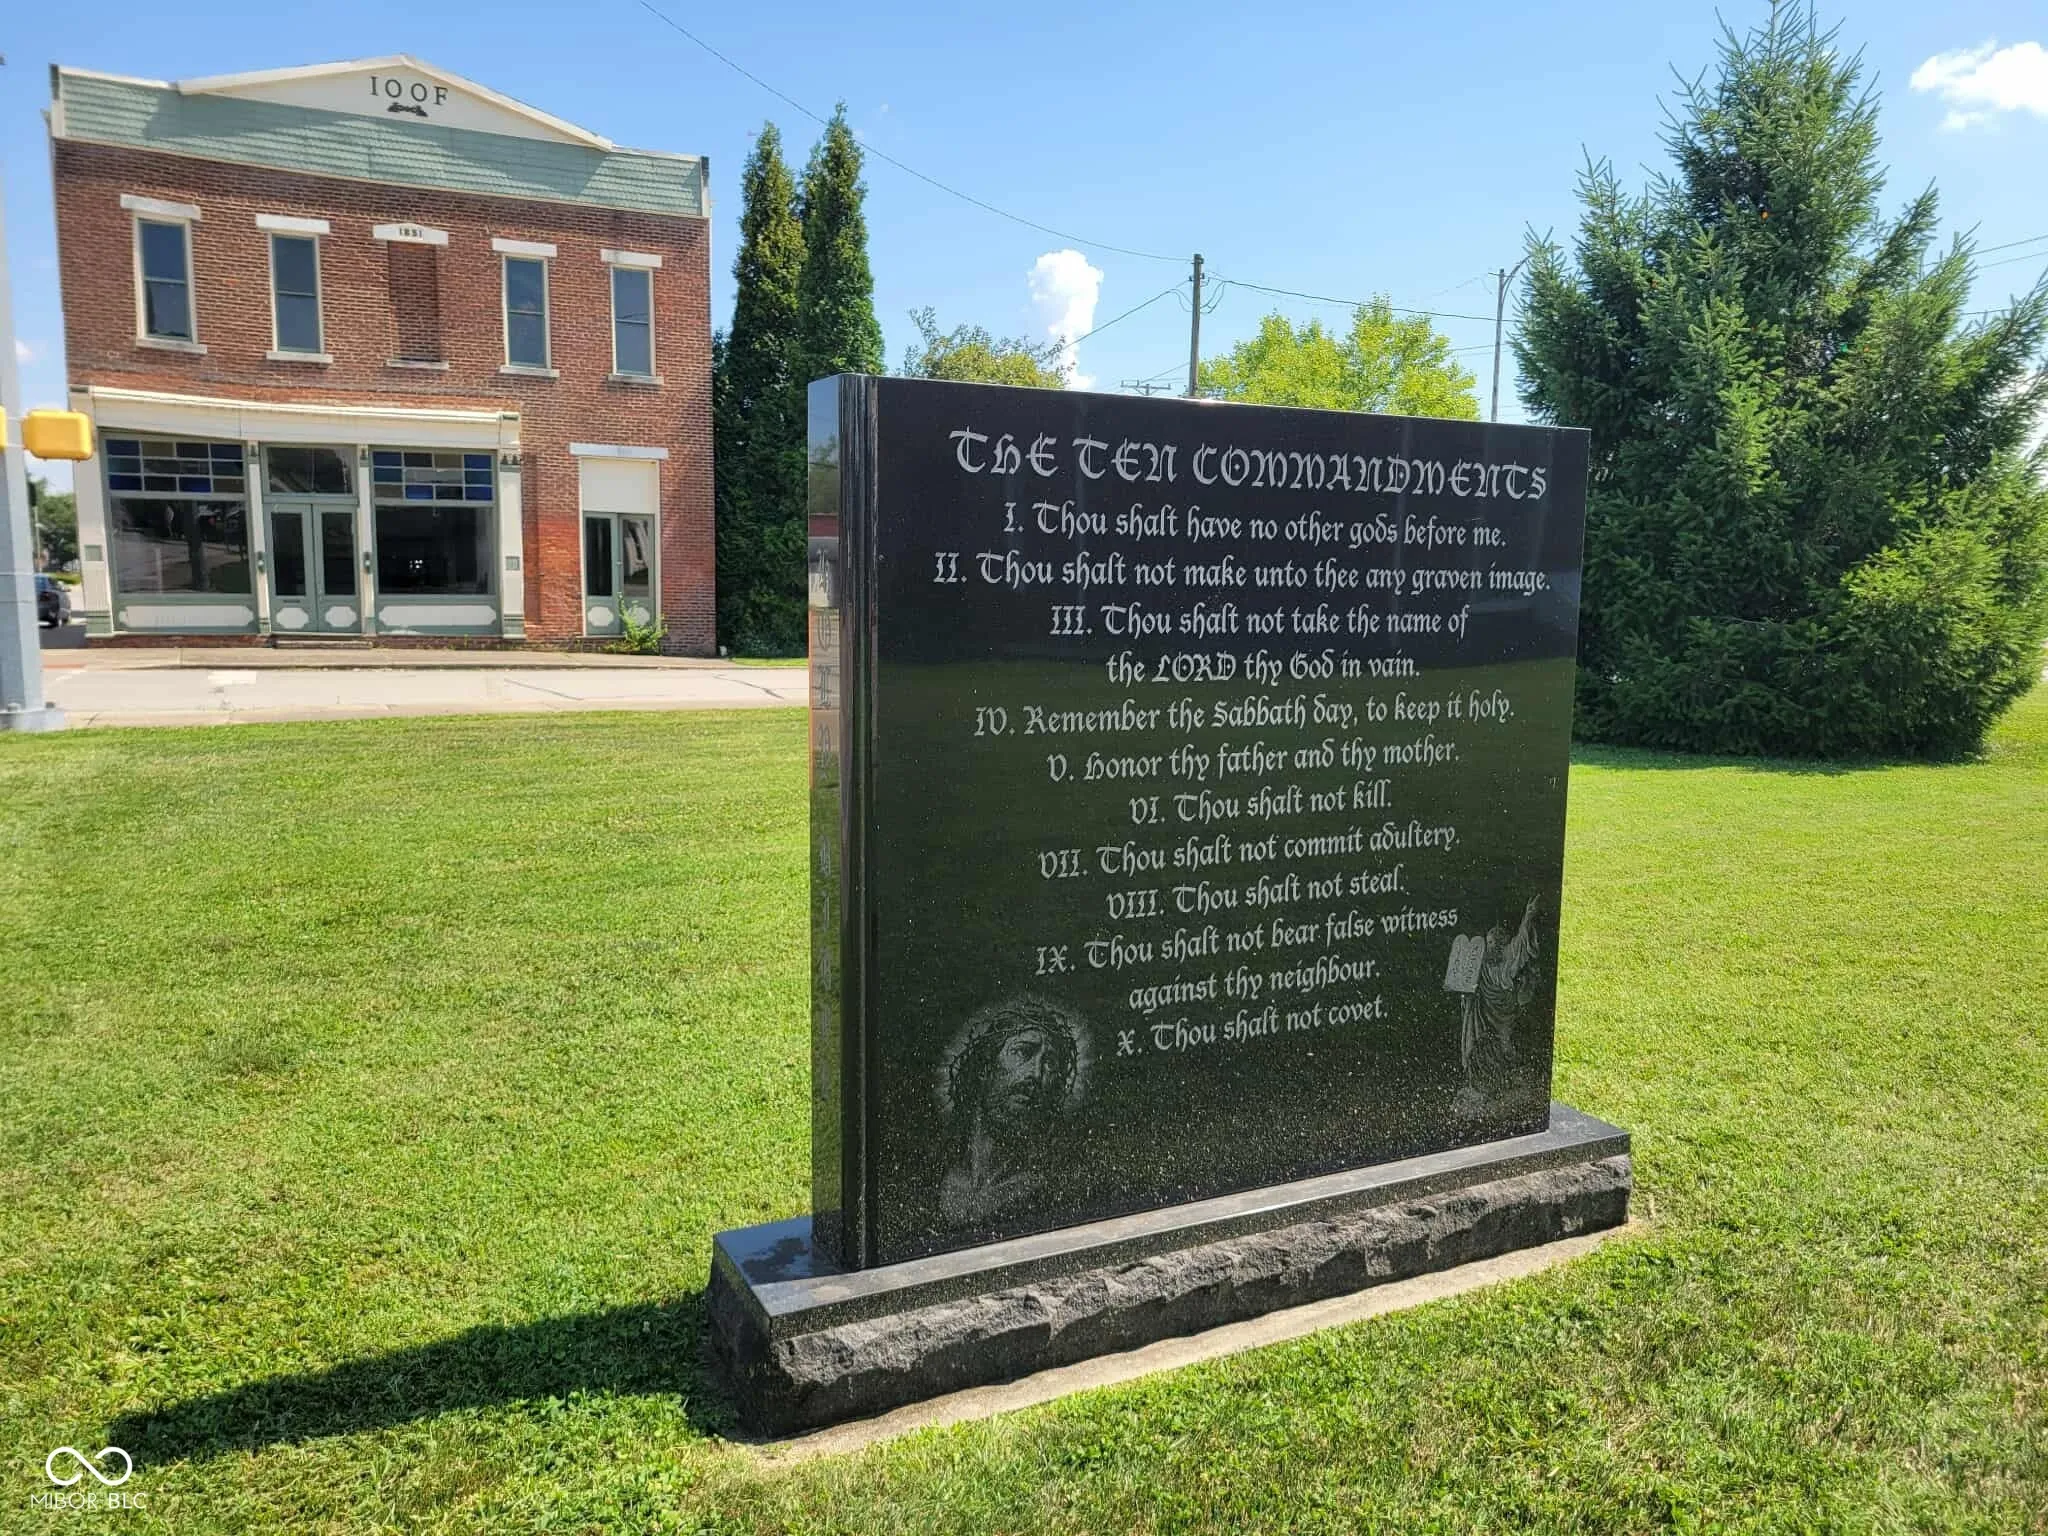 IOOF
1851
THE TEN COMMANDMENTS
I. Thou shalt have no other gods before me.
II. Thou shalt not make unto thee any graven image.
III. Thou shalt not take the name of
the LORD thy God in vain.
IV. Remember the Sabbath day, to keep it holy.
V. Honor thy father and thy mother.
VI. Thou shalt not kill.
VII. Thou shalt not commit adultery.
VIII. Thou shalt not steal.
IX. Thou shalt not bear false witness
against thy neighbour.
X. Thou shalt not covet.
MIBOR BLC